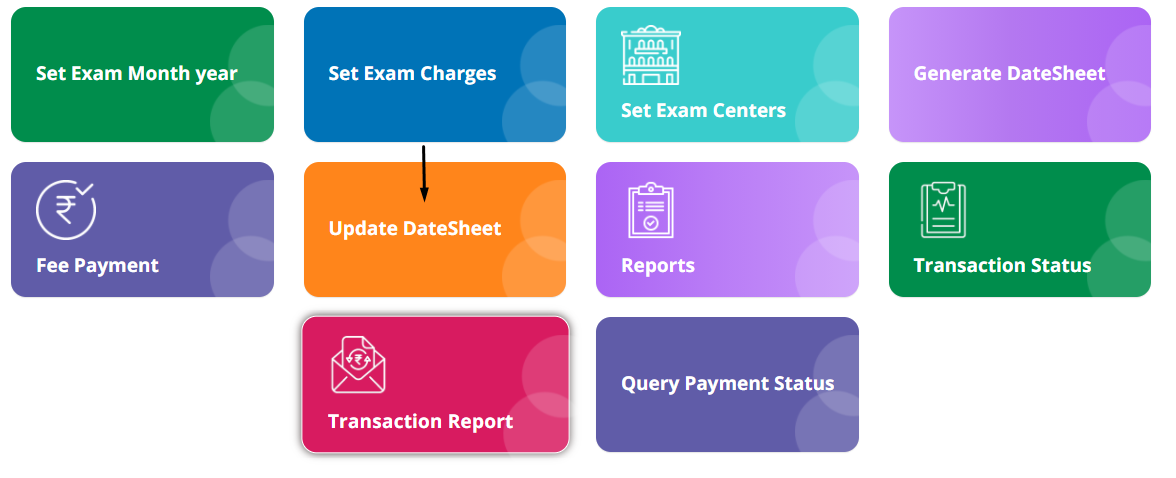 Set Exam Month year
Set Exam Charges
Set Exam Centers
Generate DateSheet
Fee Payment
Update DateSheet
Reports
Transaction Status
Transaction Report
Query Payment Status